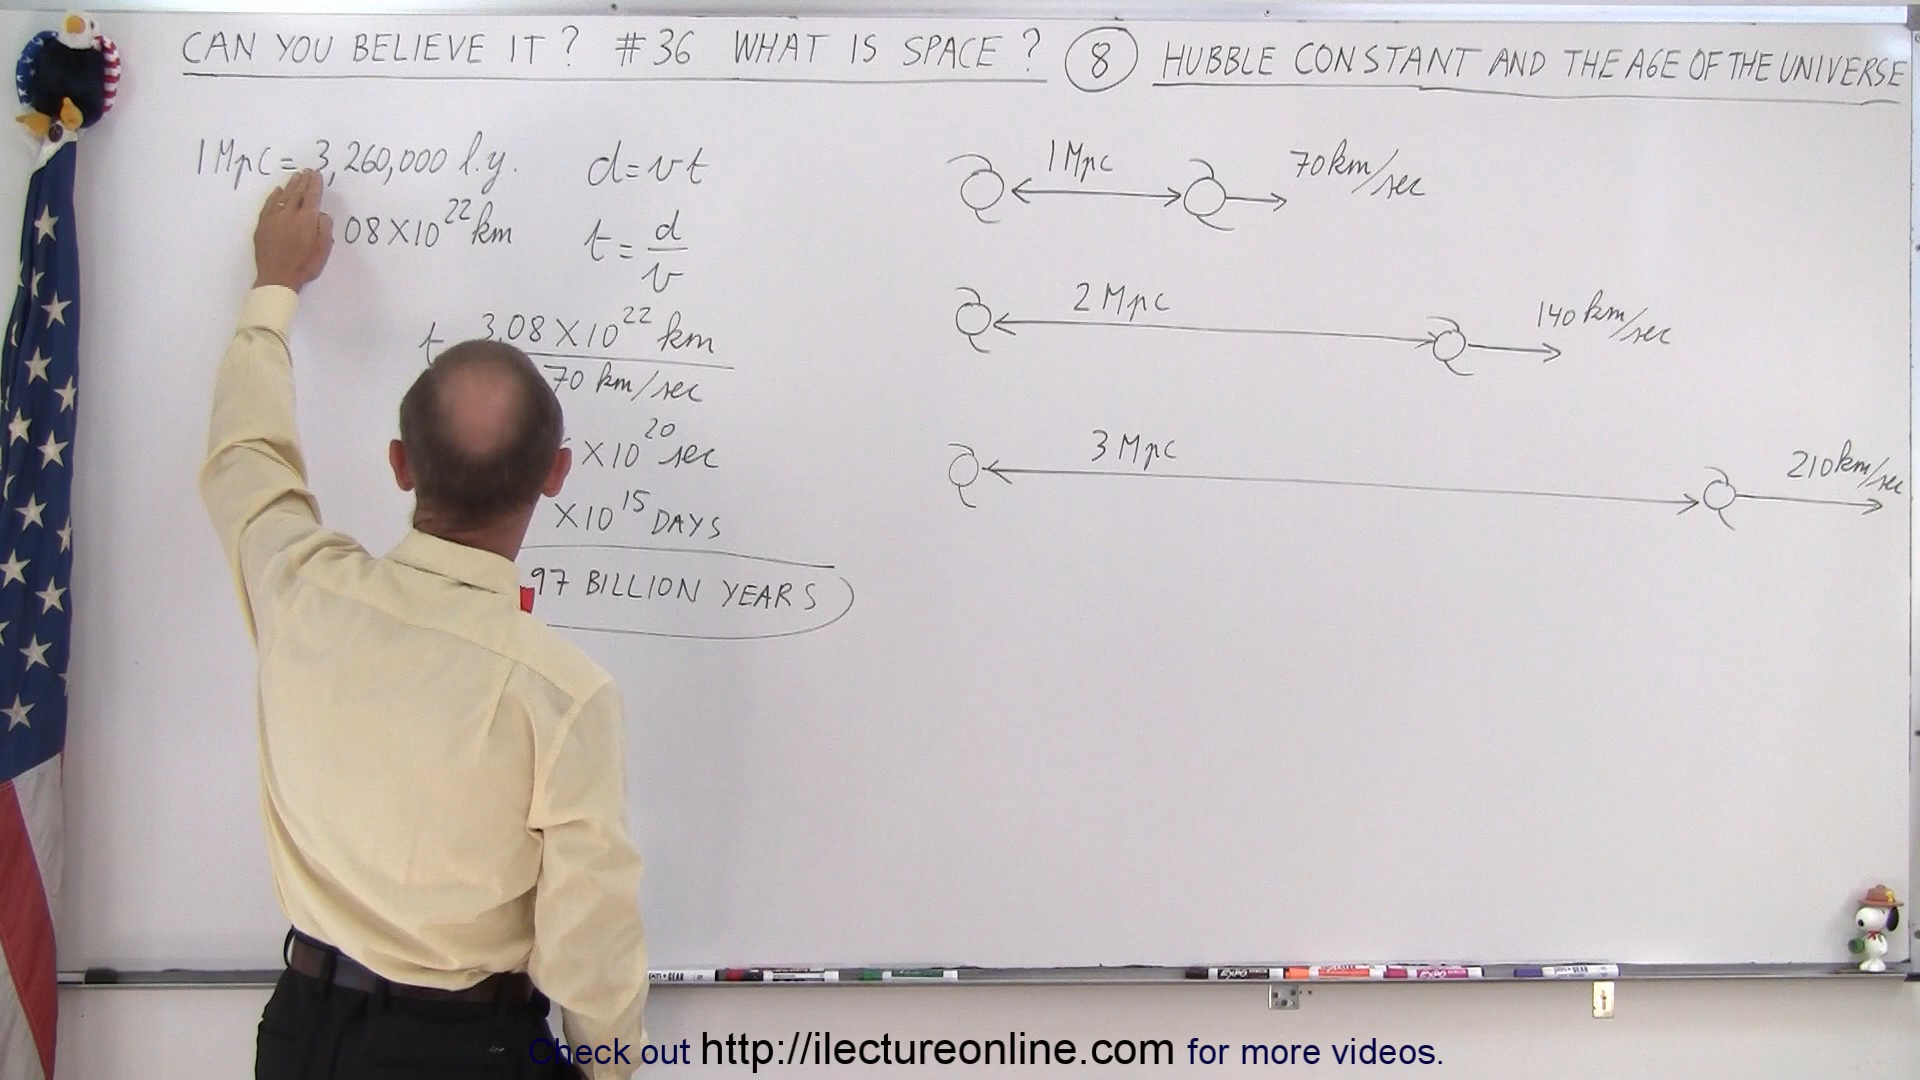 CAN YOU BELIEVE IT? #36 WHAT IS SPACE? 8 HUBBLE CONSTANT AND THE AGE OF THE UNIVERSE
1 Mpc = 3,260,000 l.y.
08 X 10^22 km
d = vt
t = d/v
t 3.08 X 10^22 km
70 km/sec
X 10^20 sec
X 10^15 DAYS
97 BILLION YEARS
1 Mpc
70 km/sec
2 Mpc
140 km/sec
3 Mpc
210 km/sec
Check out http://ilectureonline.com for more videos.